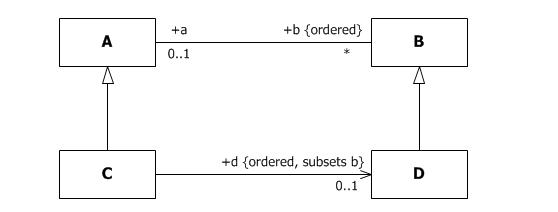 A
+a
+b {ordered}
B
0..1
*
C
+d {ordered, subsets b}
D
0..1